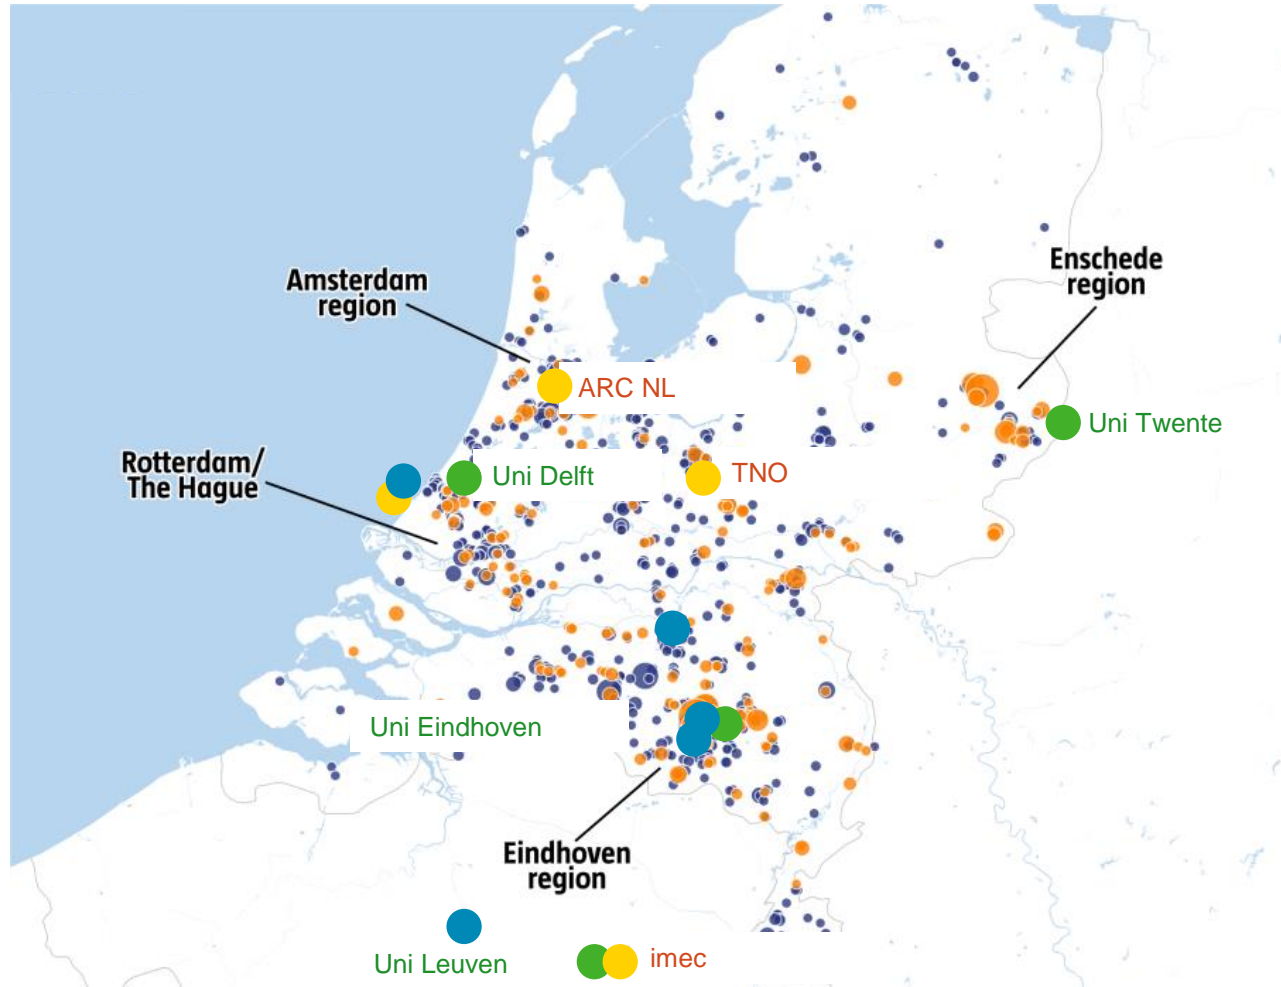 Enschede
region
Amsterdam
region
ARC NL
Uni Twente
Rotterdam/
The Hague
Uni Delft
TNO
Uni Eindhoven
Eindhoven
region
Uni Leuven
imec